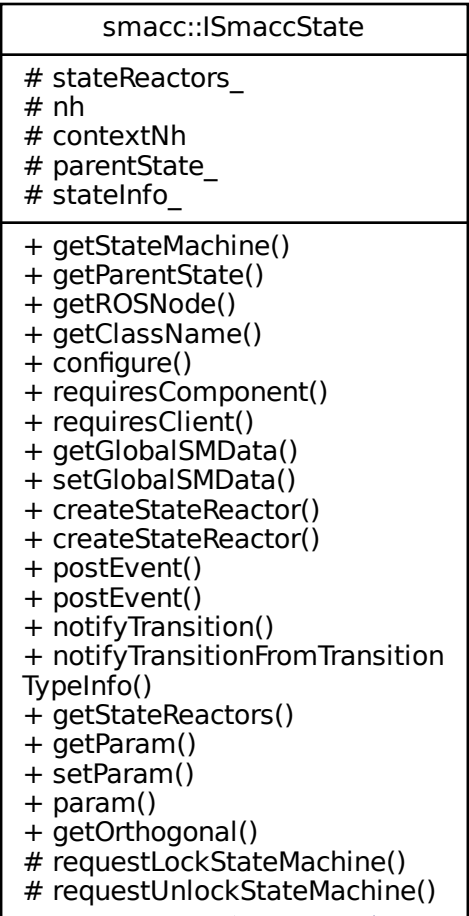 smacc::ISmaccState
# stateReactors_
# nh
# contextNh
# parentState_
# stateInfo_
+ getStateMachine()
+ getParentState()
+ getROSNode()
+ getClassName()
+ configure()
+ requiresComponent()
+ requiresClient()
+ getGlobalSMData()
+ setGlobalSMData()
+ createStateReactor()
+ createStateReactor()
+ postEvent()
+ postEvent()
+ notifyTransition()
+ notifyTransitionFromTransition
TypeInfo()
+ getStateReactors()
+ getParam()
+ setParam()
+ param()
+ getOrthogonal()
# requestLockStateMachine()
# requestUnlockStateMachine()